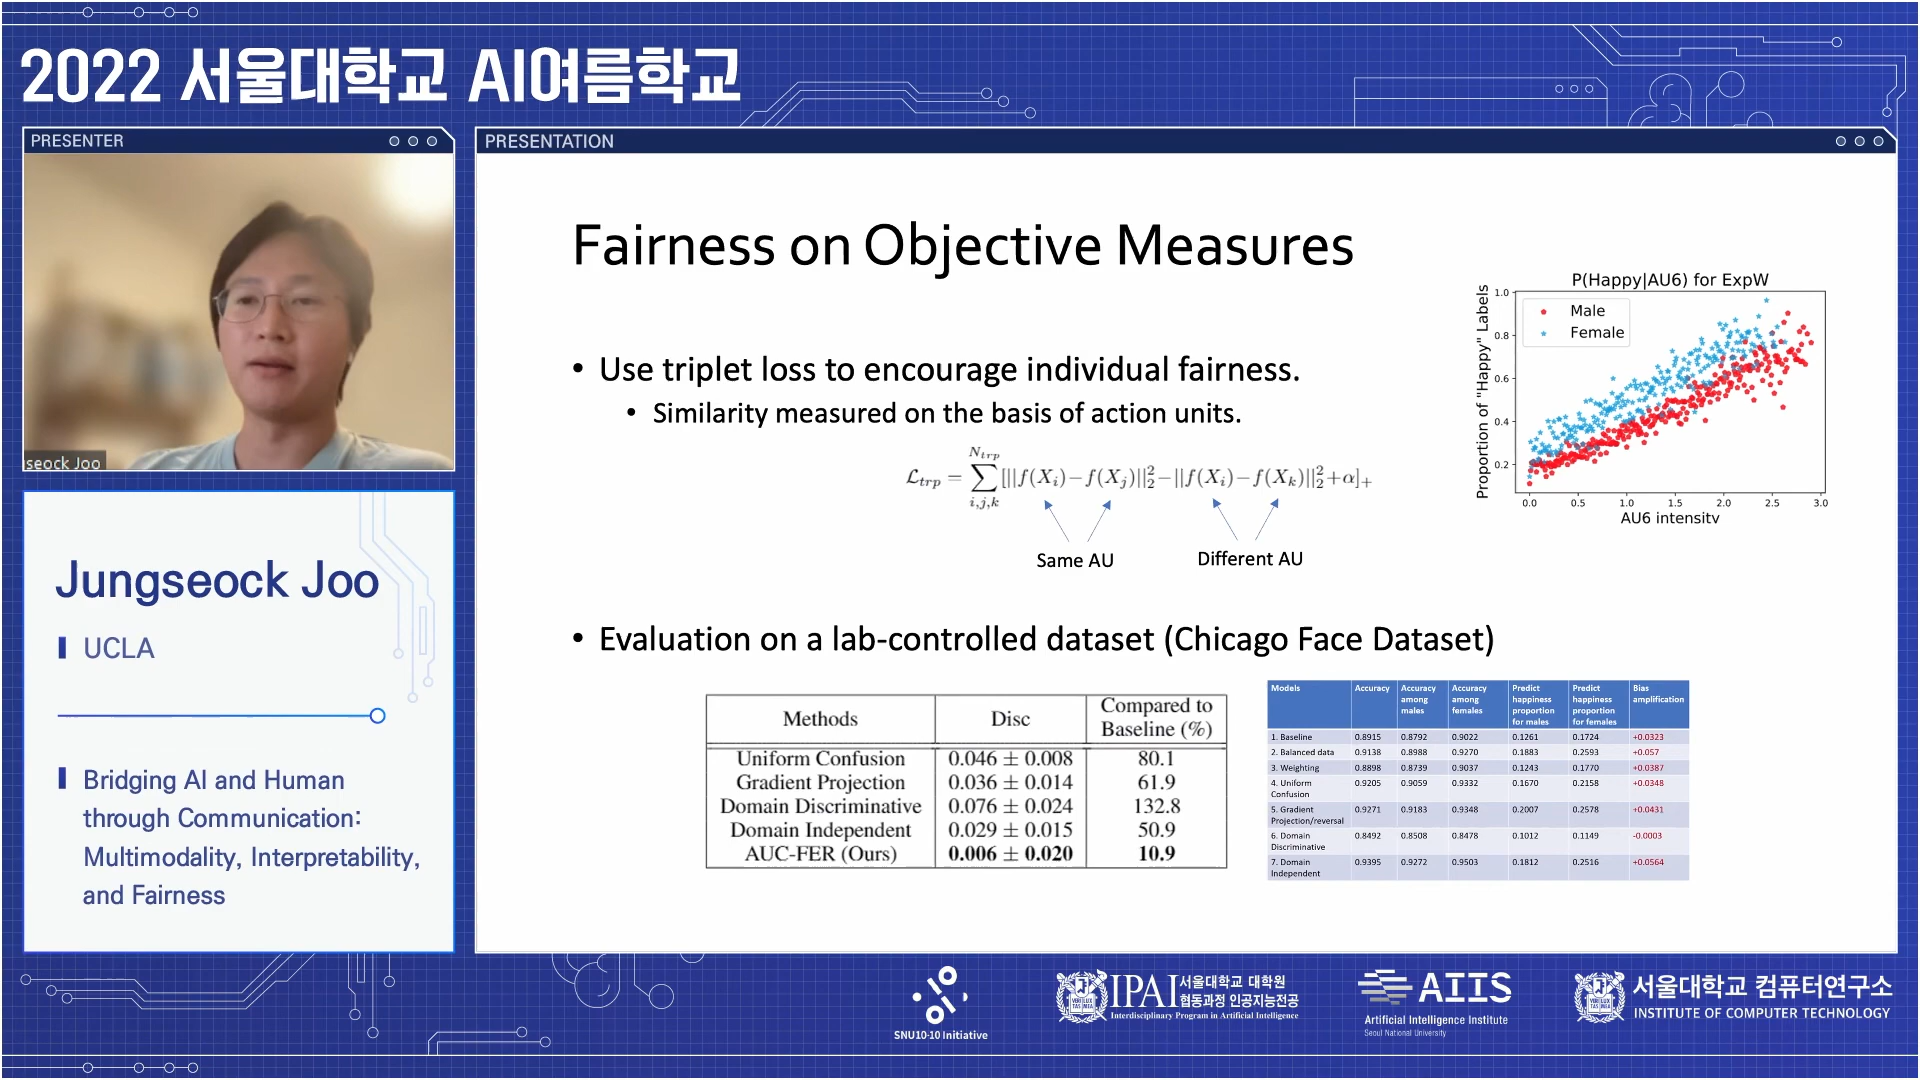 2022 서울대학교 AI여름학교
PRESENTER
seock Joo
Jungseock Joo
UCLA
Bridging AI and Human
through Communication:
Multimodality, Interpretability,
and Fairness
PRESENTATION
Fairness on Objective Measures
• Use triplet loss to encourage individual fairness.
• Similarity measured on the basis of action units.
L_trp = ∑_{i,j,k}^{N_trp} [||f(X_i)−f(X_j)||_2^2−||f(X_i)−f(X_k)||_2^2+α]_+
Same AU
Different AU
P(Happy|AU6) for ExpW
Proportion of "Happy" Labels
1.0
0.8
0.6
0.4
0.2
Male
Female
0.0 0.5 1.0 1.5 2.0 2.5 3.0
AU6 intensity
• Evaluation on a lab-controlled dataset (Chicago Face Dataset)
Methods Disc Compared to Baseline (%)
Uniform Confusion 0.046 ± 0.008 80.1
Gradient Projection 0.036 ± 0.014 61.9
Domain Discriminative 0.076 ± 0.024 132.8
Domain Independent 0.029 ± 0.015 50.9
AUC-FER (Ours) 0.006 ± 0.020 10.9
Models Accuracy Accuracy among males Accuracy among females Predict happiness proportion for males Predict happiness proportion for females Bias amplification
1. Baseline 0.8915 0.8792 0.9022 0.1261 0.1724 +0.0323
2. Balanced data 0.9138 0.8988 0.9270 0.1883 0.2593 +0.057
3. Weighting 0.8898 0.8739 0.9037 0.1243 0.1770 +0.0387
4. Uniform Confusion 0.9205 0.9059 0.9332 0.1670 0.2158 +0.0348
5. Gradient Projection/reversal 0.9271 0.9183 0.9348 0.2007 0.2578 +0.0431
6. Domain Discriminative 0.8492 0.8508 0.8478 0.1012 0.1149 -0.0003
7. Domain Independent 0.9395 0.9272 0.9503 0.1812 0.2516 +0.0564
SNU10·10 Initiative
IPAI 서울대학교 대학원
협동과정 인공지능전공
Interdisciplinary Program in Artificial Intelligence
AIIS
Artificial Intelligence Institute
Seoul National University
서울대학교 컴퓨터연구소
INSTITUTE OF COMPUTER TECHNOLOGY